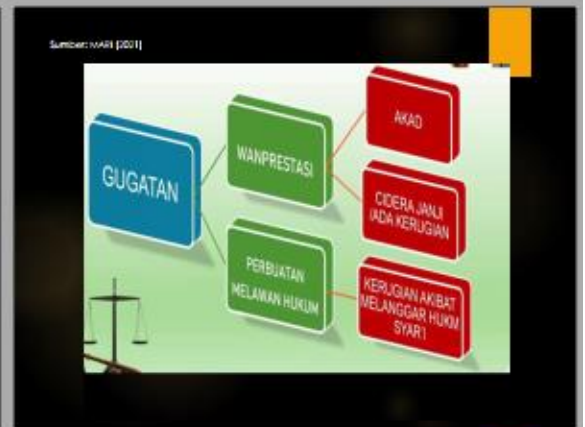 Sumber: MARI (2021)
GUGATAN
WANPRESTASI
AKAD
CIDERA JANJI
/ADA KERUGIAN
PERBUATAN
MELAWAN HUKUM
KERUGIAN AKIBAT
MELANGGAR HUKM
SYAR'I